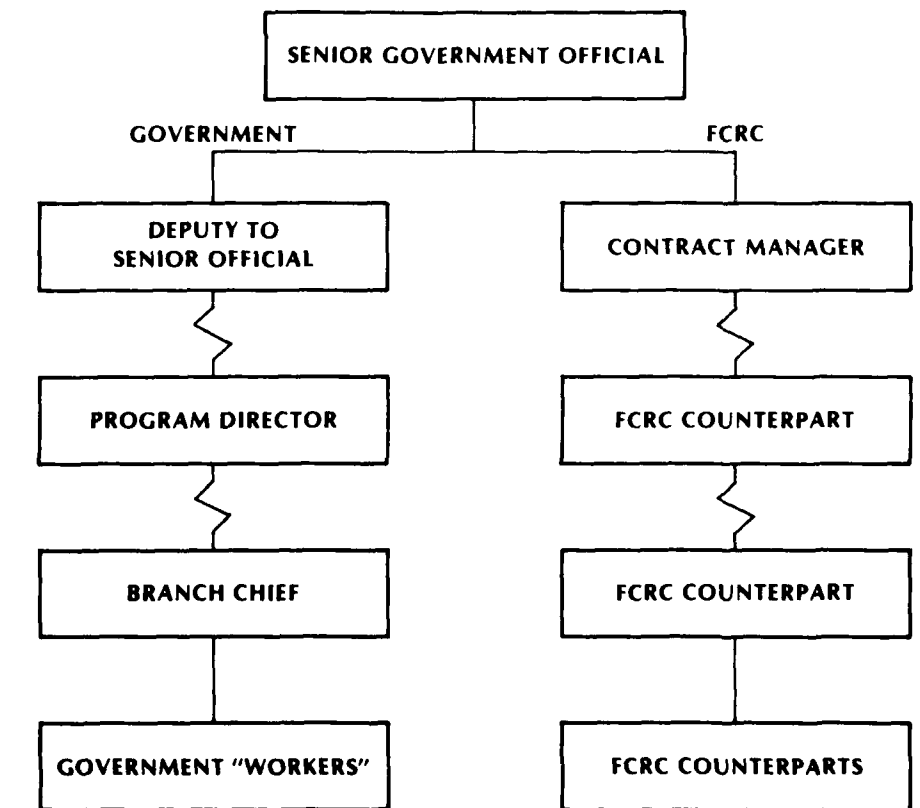 SENIOR GOVERNMENT OFFICIAL
GOVERNMENT
FCRC
DEPUTY TO
SENIOR OFFICIAL
CONTRACT MANAGER
PROGRAM DIRECTOR
FCRC COUNTERPART
BRANCH CHIEF
FCRC COUNTERPART
GOVERNMENT "WORKERS"
FCRC COUNTERPARTS